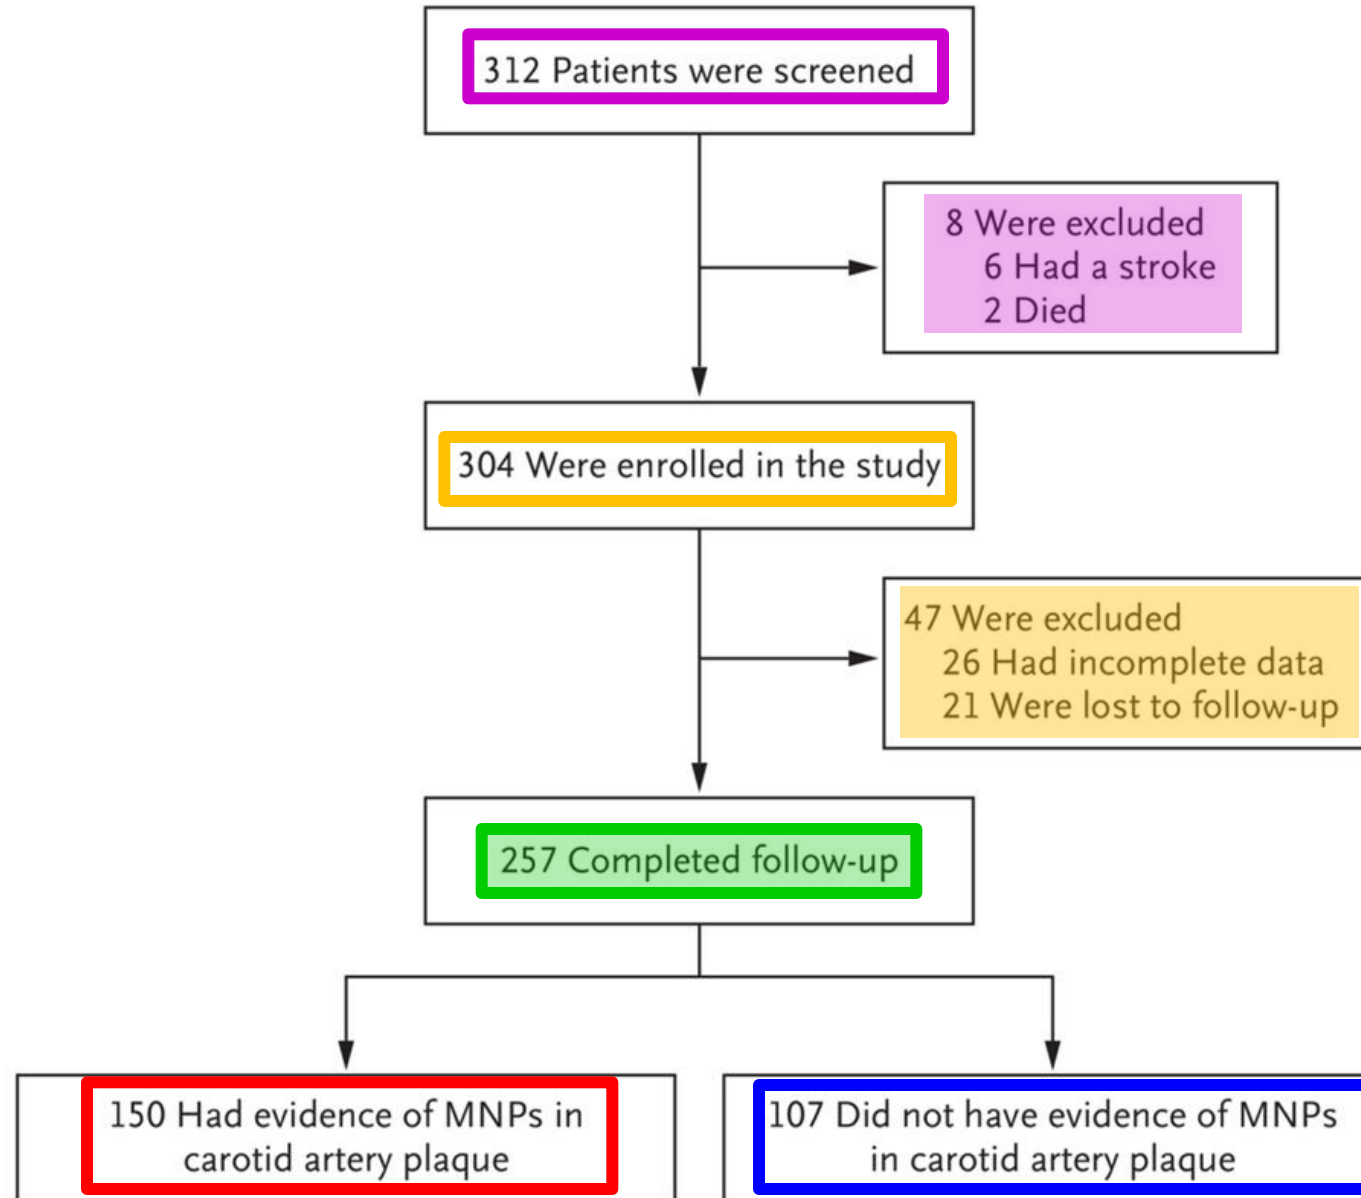 312 Patients were screened
8 Were excluded
6 Had a stroke
2 Died
304 Were enrolled in the study
47 Were excluded
26 Had incomplete data
21 Were lost to follow-up
257 Completed follow-up
150 Had evidence of MNPs in
carotid artery plaque
107 Did not have evidence of MNPs
in carotid artery plaque